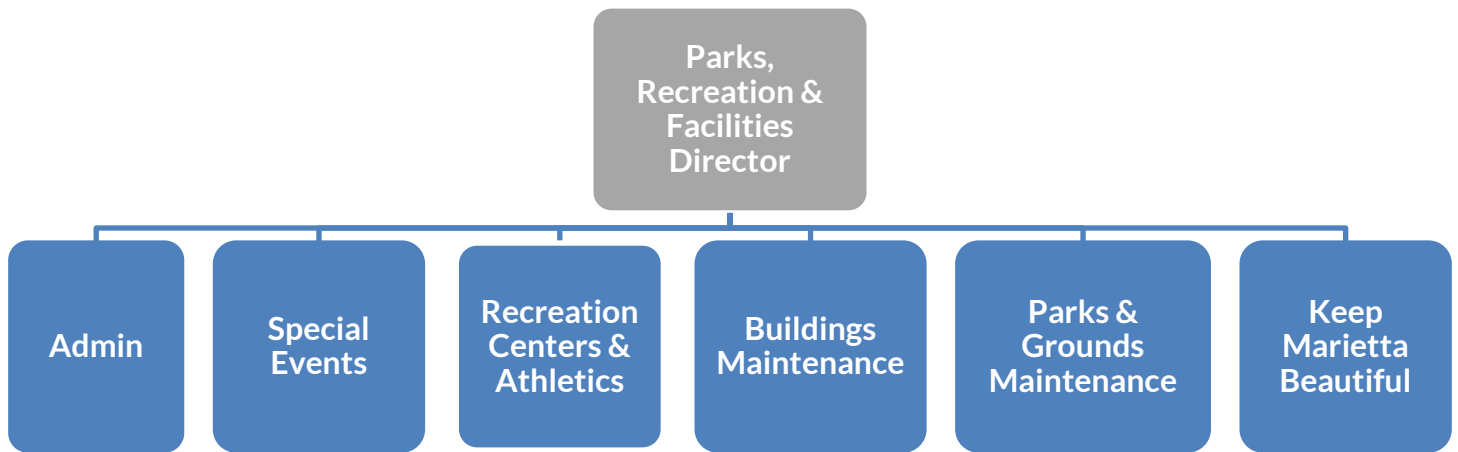 Parks,
Recreation &
Facilities
Director
Admin
Special
Events
Recreation
Centers &
Athletics
Buildings
Maintenance
Parks &
Grounds
Maintenance
Keep
Marietta
Beautiful